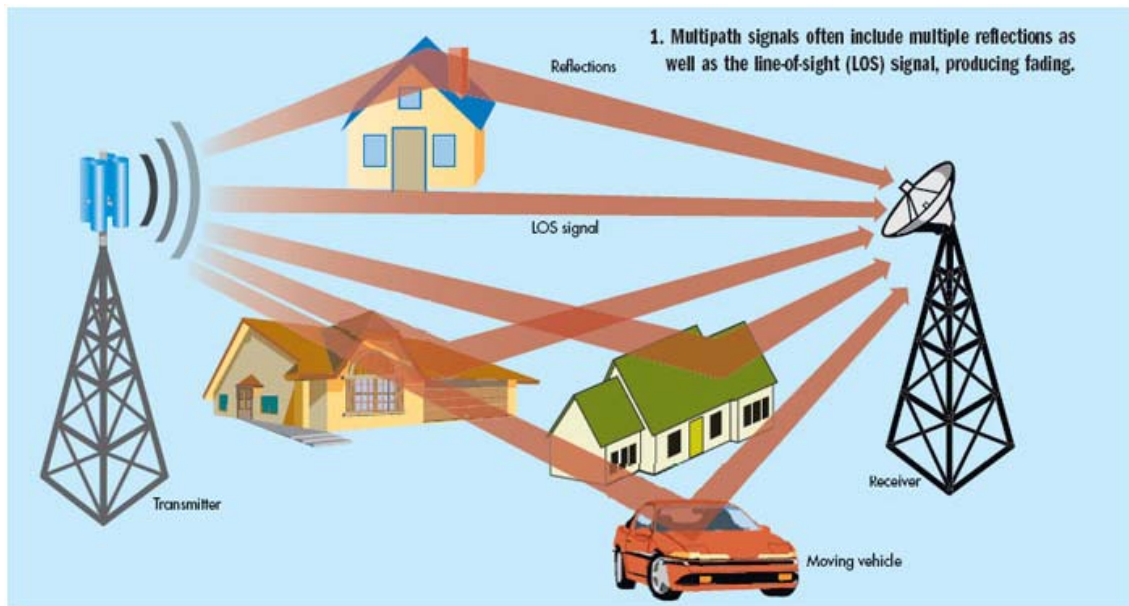 1. Multipath signals often include multiple reflections as
well as the line-of-sight (LOS) signal, producing fading.
Reflections
LOS signal
Transmitter
Receiver
Moving vehicle